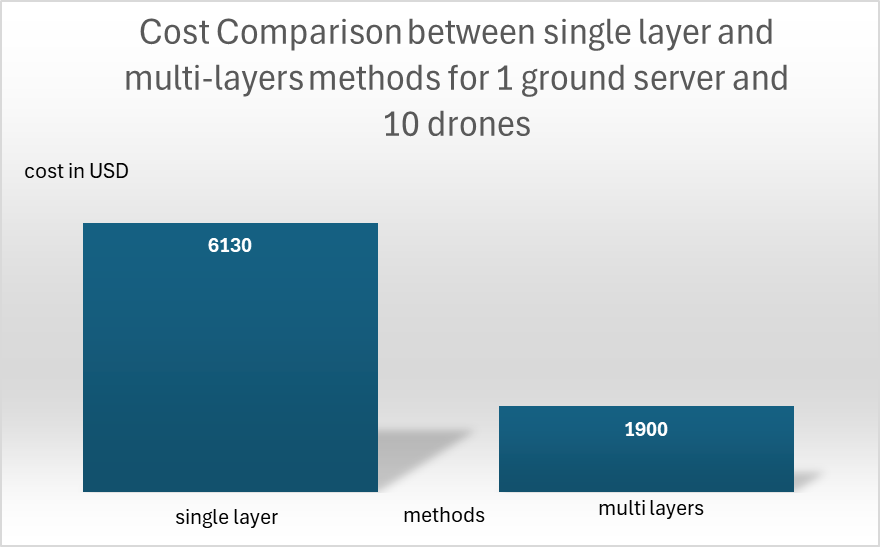 Cost Comparison between single layer and
multi-layers methods for 1 ground server and
10 drones
cost in USD
6130
1900
single layer
methods
multi layers